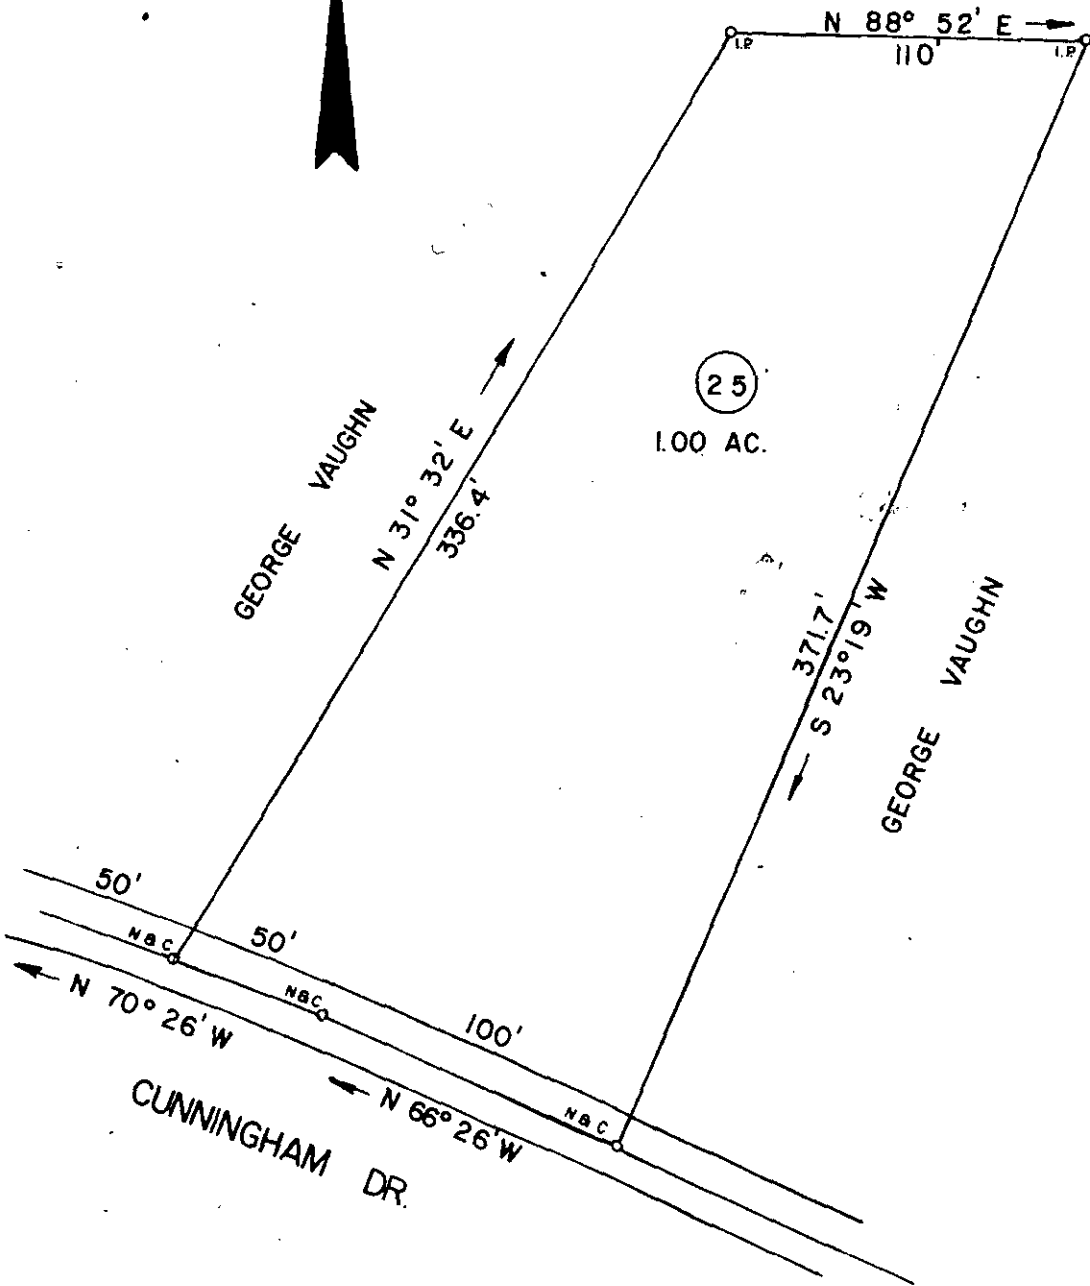 N 88° 52' E
110'
I.P.
I.P.
25
1.00 AC.
N 31° 32' E
336.4'
GEORGE VAUGHN
371.7'
S 23° 19' W
GEORGE VAUGHN
50'
50'
100'
N & C
N & C
N & C
N 70° 26' W
N 66° 26' W
CUNNINGHAM DR.